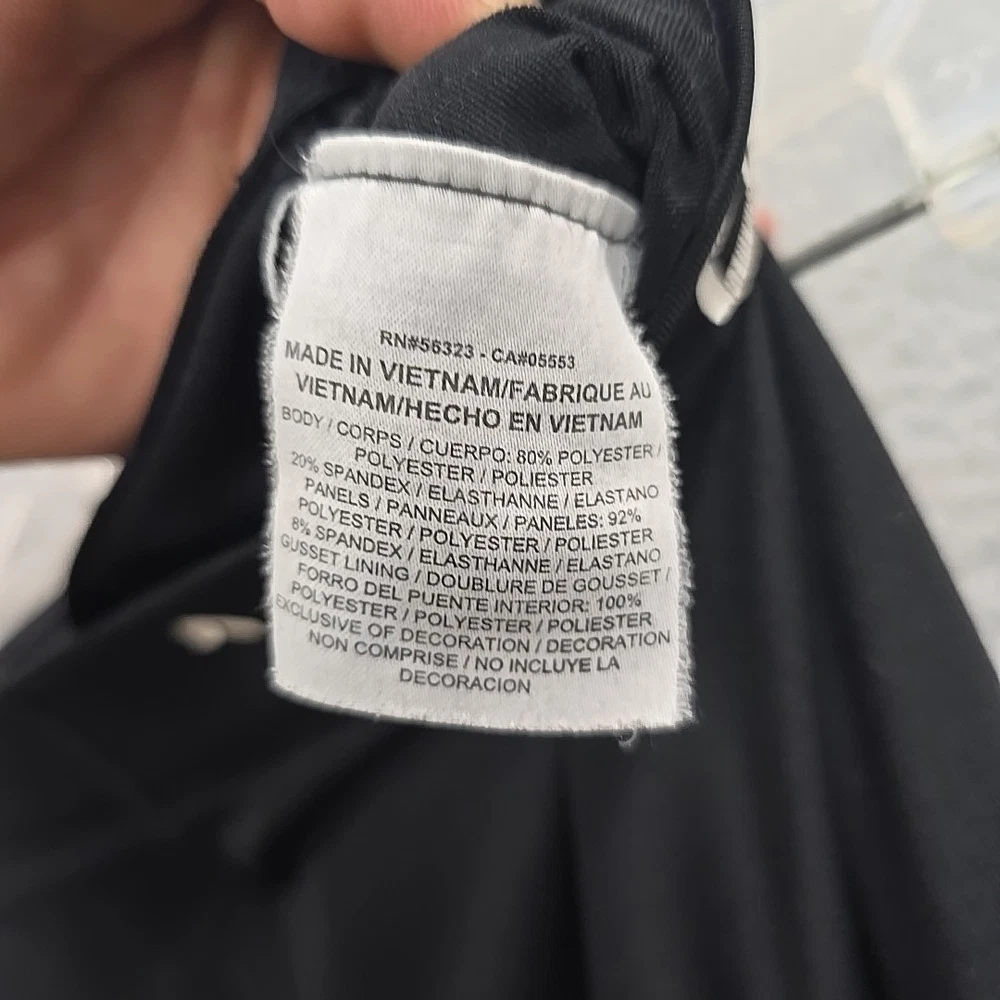 RN#56323 - CA#05553
MADE IN VIETNAM/FABRIQUE AU
VIETNAM/HECHO EN VIETNAM
BODY / CORPS / CUERPO: 80% POLYESTER /
POLYESTER / POLIESTER
20% SPANDEX / ELASTHANNE / ELASTANO
PANELS / PANNEAUX / PANELES: 92%
POLYESTER / POLYESTER / POLIESTER
8% SPANDEX / ELASTHANNE / ELASTANO
GUSSET LINING / DOUBLURE DE GOUSSET /
FORRO DEL PUENTE INTERIOR: 100%
POLYESTER / POLYESTER / POLIESTER
EXCLUSIVE OF DECORATION / DECORATION
NON COMPRISE / NO INCLUYE LA
DECORACION